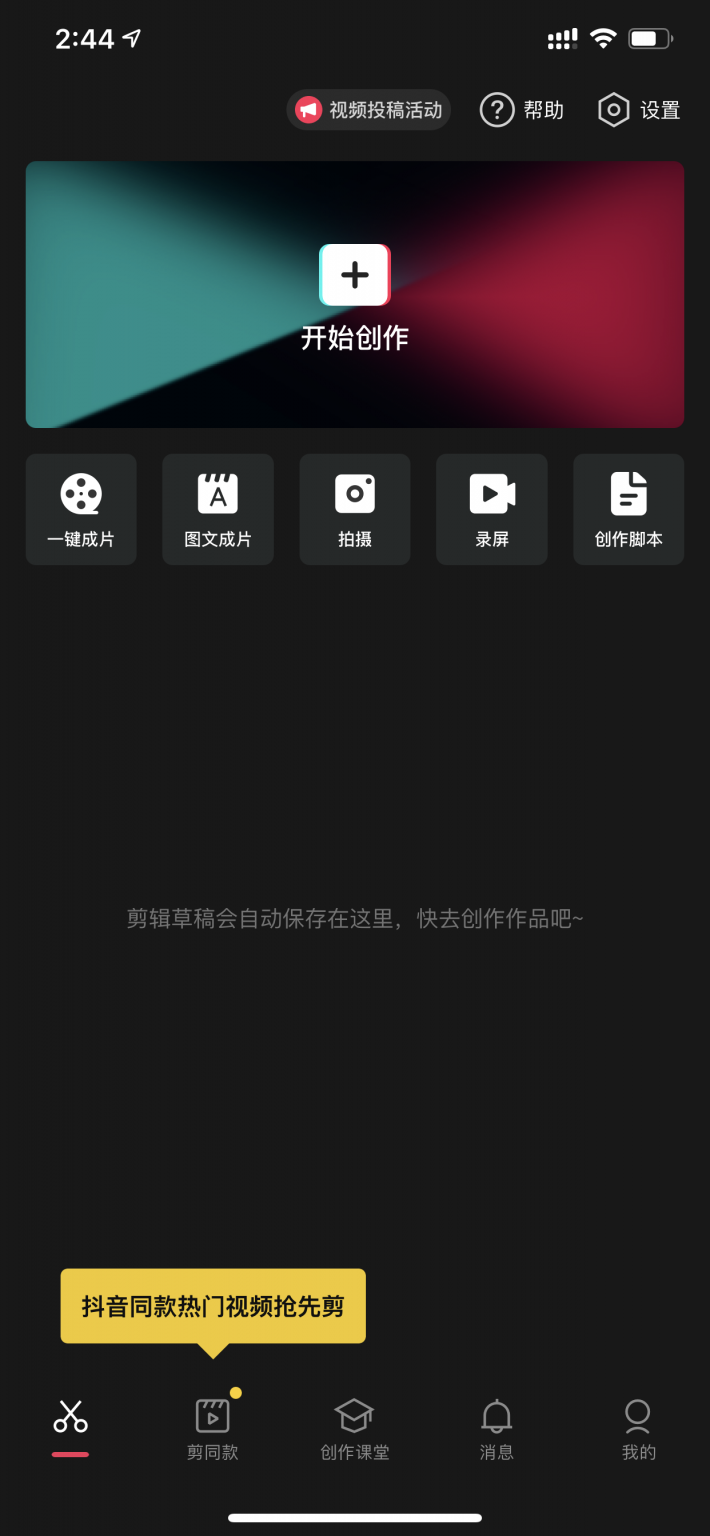 2:44
视频投稿活动
帮助
设置
开始创作
一键成片
图文成片
拍摄
录屏
创作脚本
剪辑草稿会自动保存在这里，快去创作作品吧~
抖音同款热门视频抢先剪
剪同款
创作课堂
消息
我的